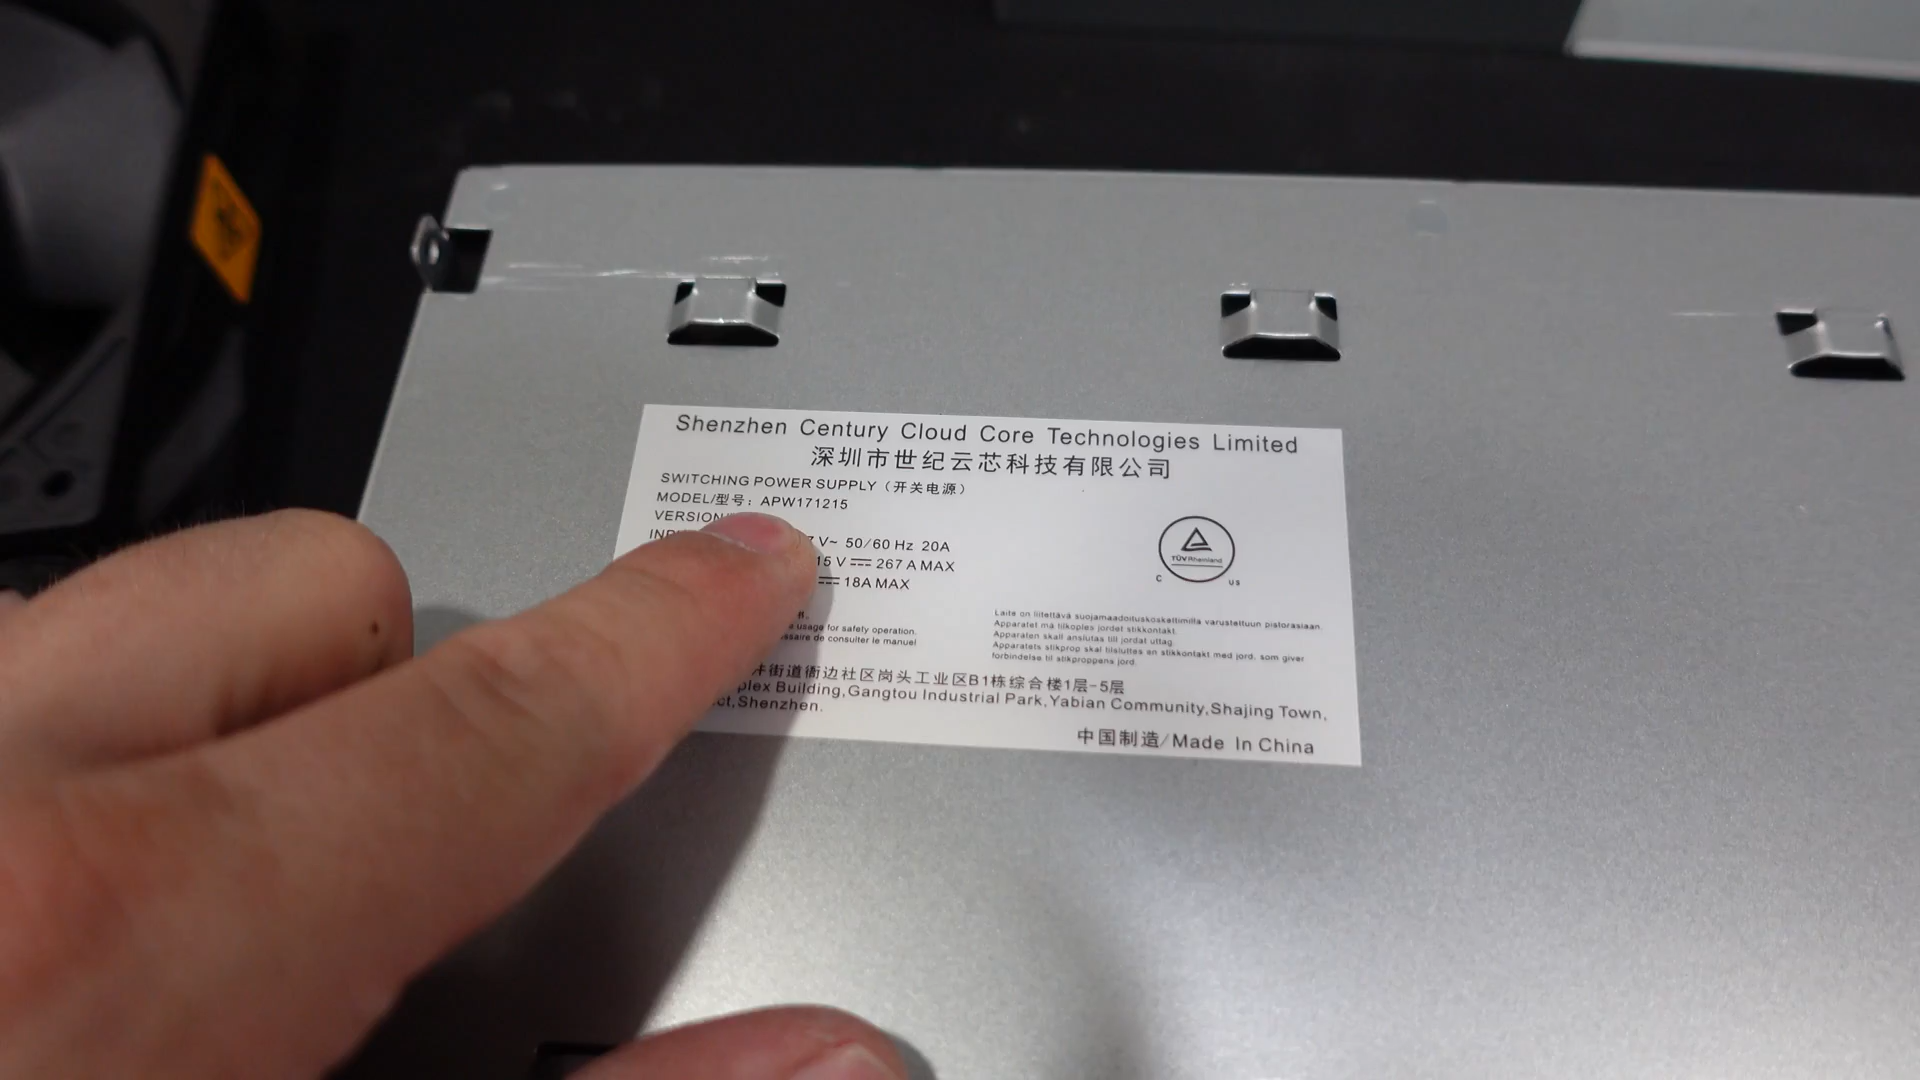 Shenzhen Century Cloud Core Technologies Limited
深圳市世纪云芯科技有限公司
SWITCHING POWER SUPPLY（开关电源）
MODEL/型号：APW171215
VERSION
V~ 50/60 Hz 20A
15 V ⎓ 267 A MAX
⎓ 18A MAX
usage for safety operation.
de consulter le manuel
Laite on liitettävä suojamaadoituskoskettimilla varustettuun pistorasiaan.
Apparatet må tilkoples jordet stikkontakt.
Apparaten skall anslutas till jordat uttag.
Apparatets stikprop skal tilsluttes en stikkontakt med jord, som giver
forbindelse til stikproppens jord.
TÜVRheinland
C US
井街道衙边社区岗头工业区B1栋综合楼1层-5层
Building,Gangtou Industrial Park,Yabian Community,Shajing Town,
Shenzhen.
中国制造/Made In China